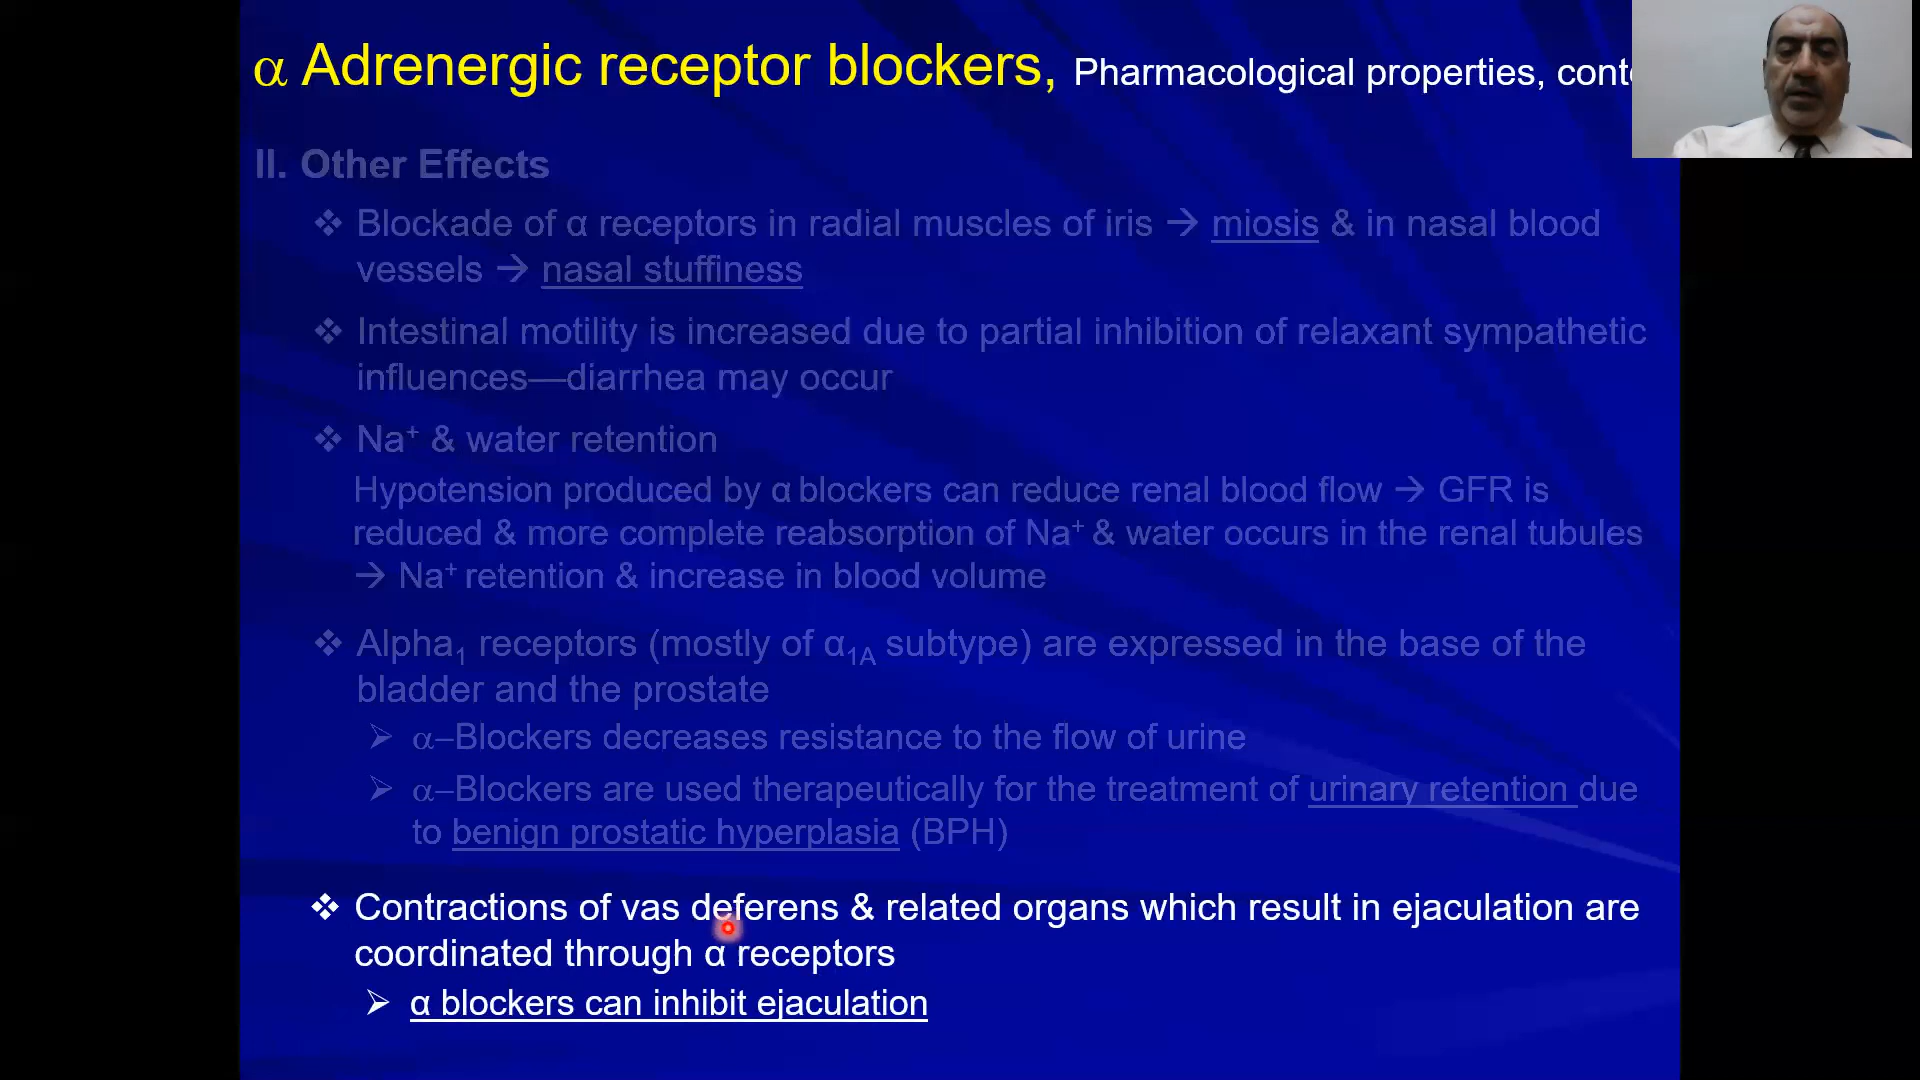 α Adrenergic receptor blockers, Pharmacological properties, cont
II. Other Effects
❖ Blockade of α receptors in radial muscles of iris → miosis & in nasal blood
vessels → nasal stuffiness
❖ Intestinal motility is increased due to partial inhibition of relaxant sympathetic
influences—diarrhea may occur
❖ Na⁺ & water retention
Hypotension produced by α blockers can reduce renal blood flow → GFR is
reduced & more complete reabsorption of Na⁺ & water occurs in the renal tubules
→ Na⁺ retention & increase in blood volume
❖ Alpha₁ receptors (mostly of α1A subtype) are expressed in the base of the
bladder and the prostate
➢ α–Blockers decreases resistance to the flow of urine
➢ α–Blockers are used therapeutically for the treatment of urinary retention due
to benign prostatic hyperplasia (BPH)
❖ Contractions of vas deferens & related organs which result in ejaculation are
coordinated through α receptors
➢ α blockers can inhibit ejaculation